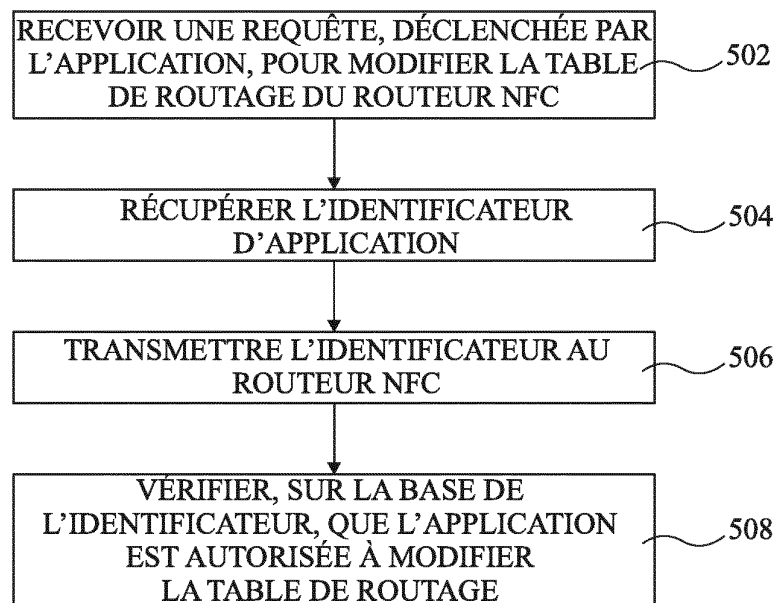 RECEVOIR UNE REQUÊTE, DÉCLENCHÉE PAR
L'APPLICATION, POUR MODIFIER LA TABLE
DE ROUTAGE DU ROUTEUR NFC
502
RÉCUPÉRER L'IDENTIFICATEUR
D'APPLICATION
504
TRANSMETTRE L'IDENTIFICATEUR AU
ROUTEUR NFC
506
VÉRIFIER, SUR LA BASE DE
L'IDENTIFICATEUR, QUE L'APPLICATION
EST AUTORISÉE À MODIFIER
LA TABLE DE ROUTAGE
508